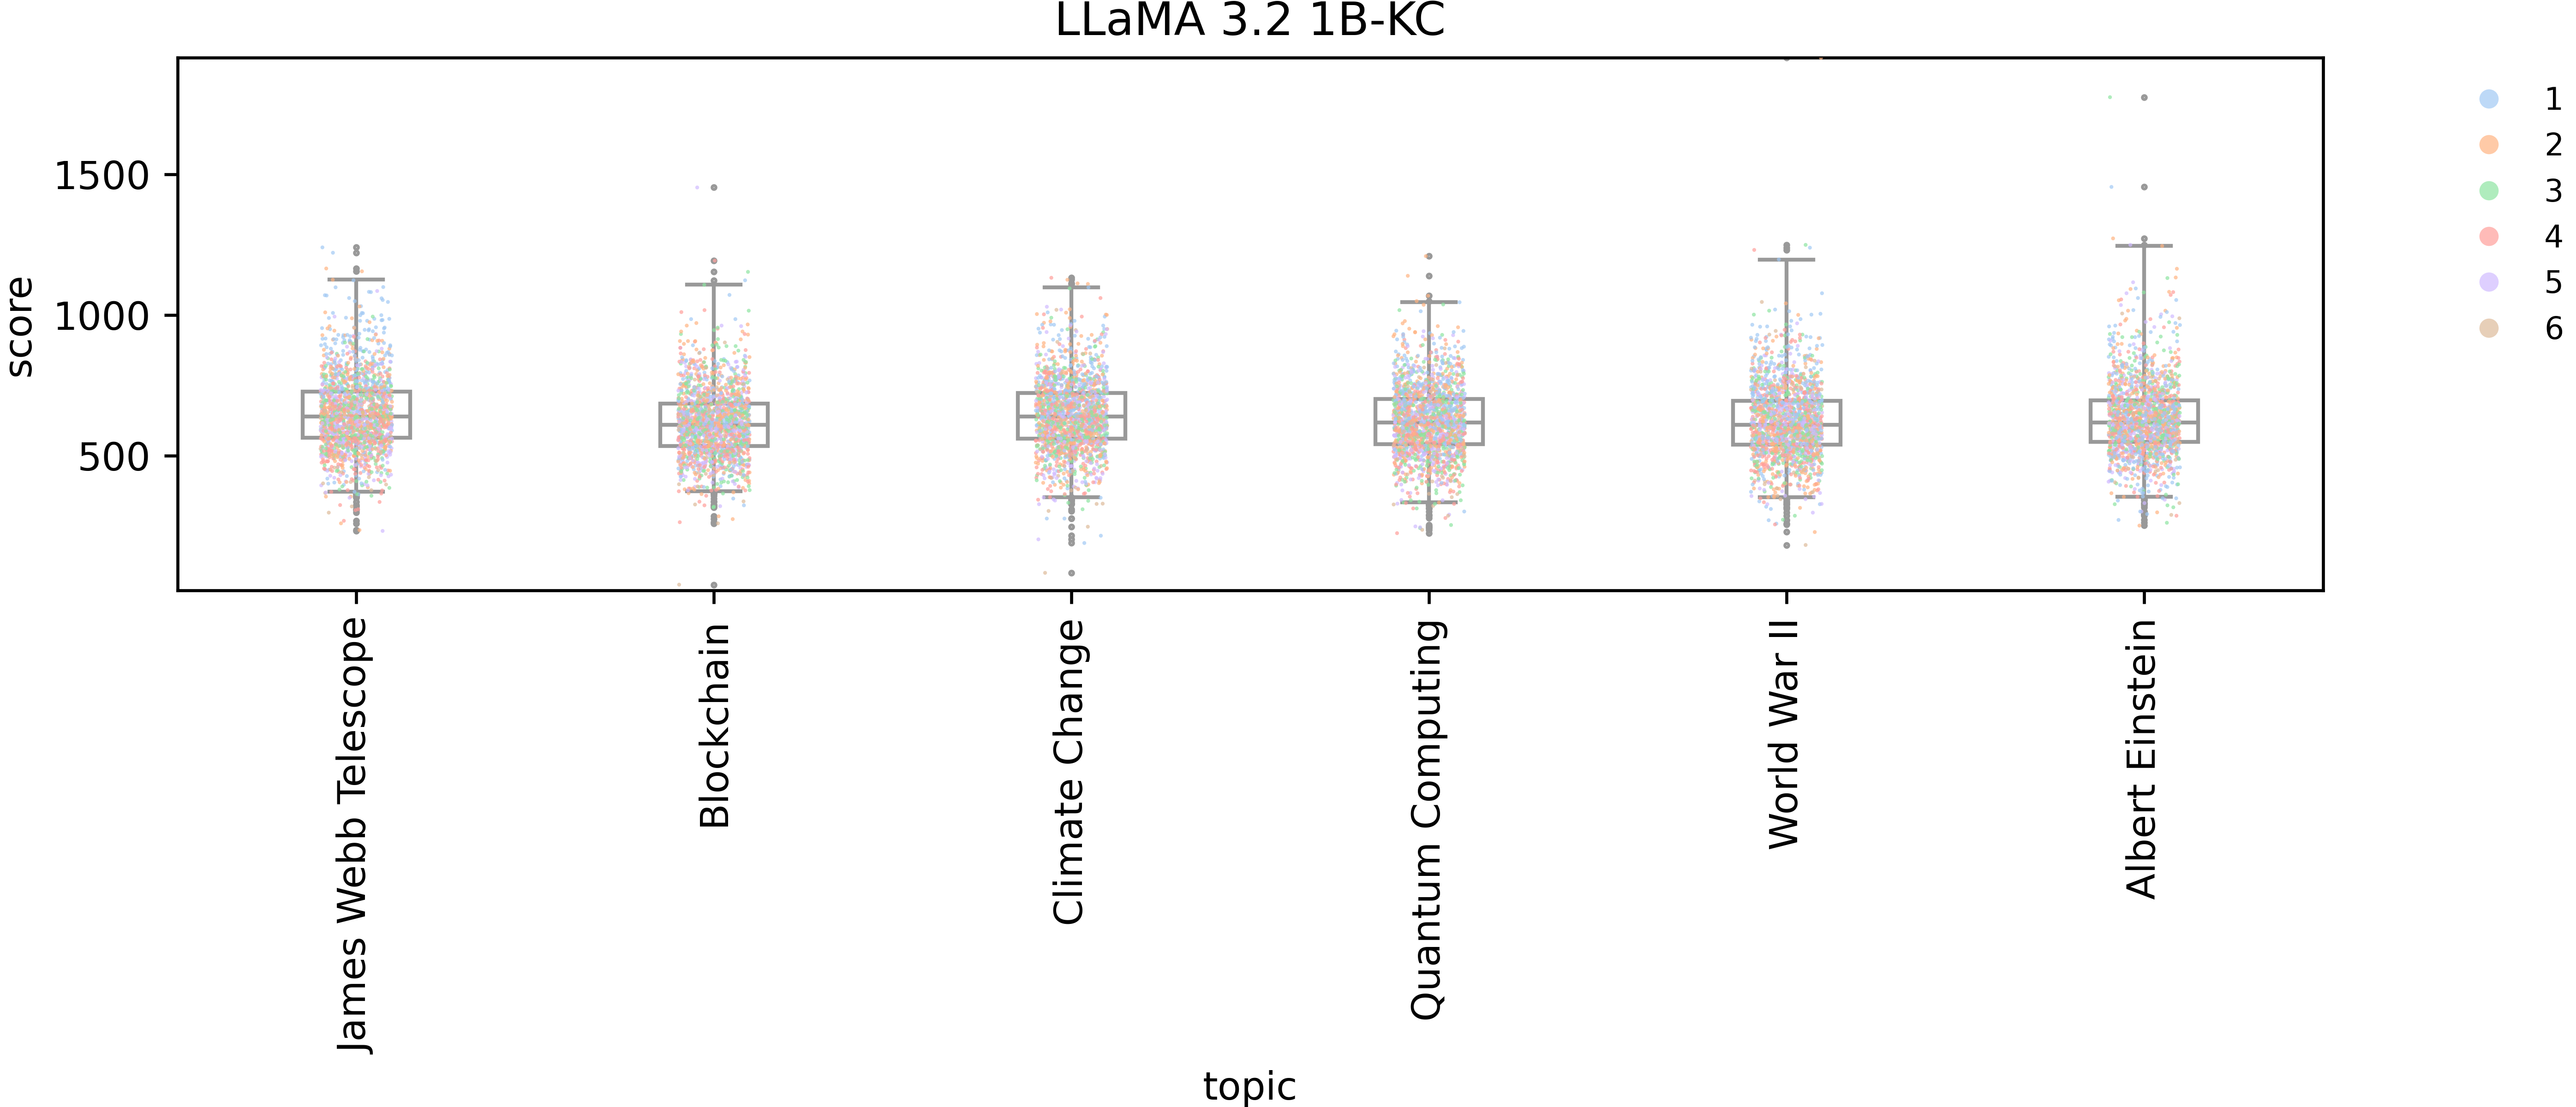 LLaMA 3.2 1B-KC
score
1500
1000
500
1
2
3
4
5
6
James Webb Telescope
Blockchain
Climate Change
Quantum Computing
World War II
Albert Einstein
topic